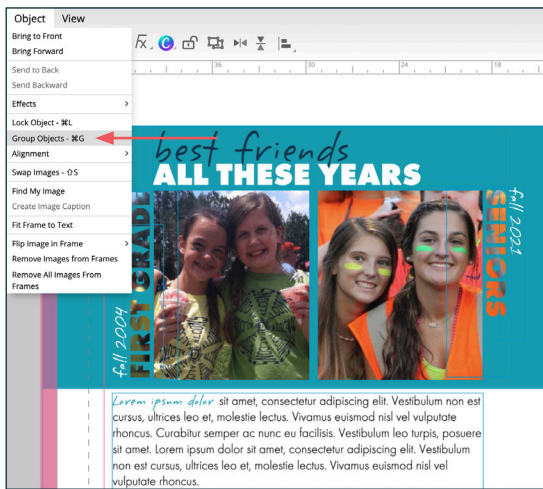 Object View
Bring to Front
Bring Forward
Send to Back
Send Backward
Effects >
Lock Object - ⌘L
Group Objects - ⌘G
Alignment >
Swap Images - ⇧S
Find My Image
Create Image Caption
Fit Frame to Text
Flip Image in Frame >
Remove Images from Frames
Remove All Images From
Frames
36 30 24 18
best friends
ALL THESE YEARS
fall 2004
FIRST GRADE
fall 2021
SENIORS
Lorem ipsum dolor sit amet, consectetur adipiscing elit. Vestibulum non est
cursus, ultrices leo et, molestie lectus. Vivamus euismod nisl vel vulputate
rhoncus. Curabitur semper ac nunc eu facilisis. Vestibulum leo turpis, posuere
sit amet. Lorem ipsum dolor sit amet, consectetur adipiscing elit. Vestibulum
non est cursus, ultrices leo et, molestie lectus. Vivamus euismod nisl vel
vulputate rhoncus.